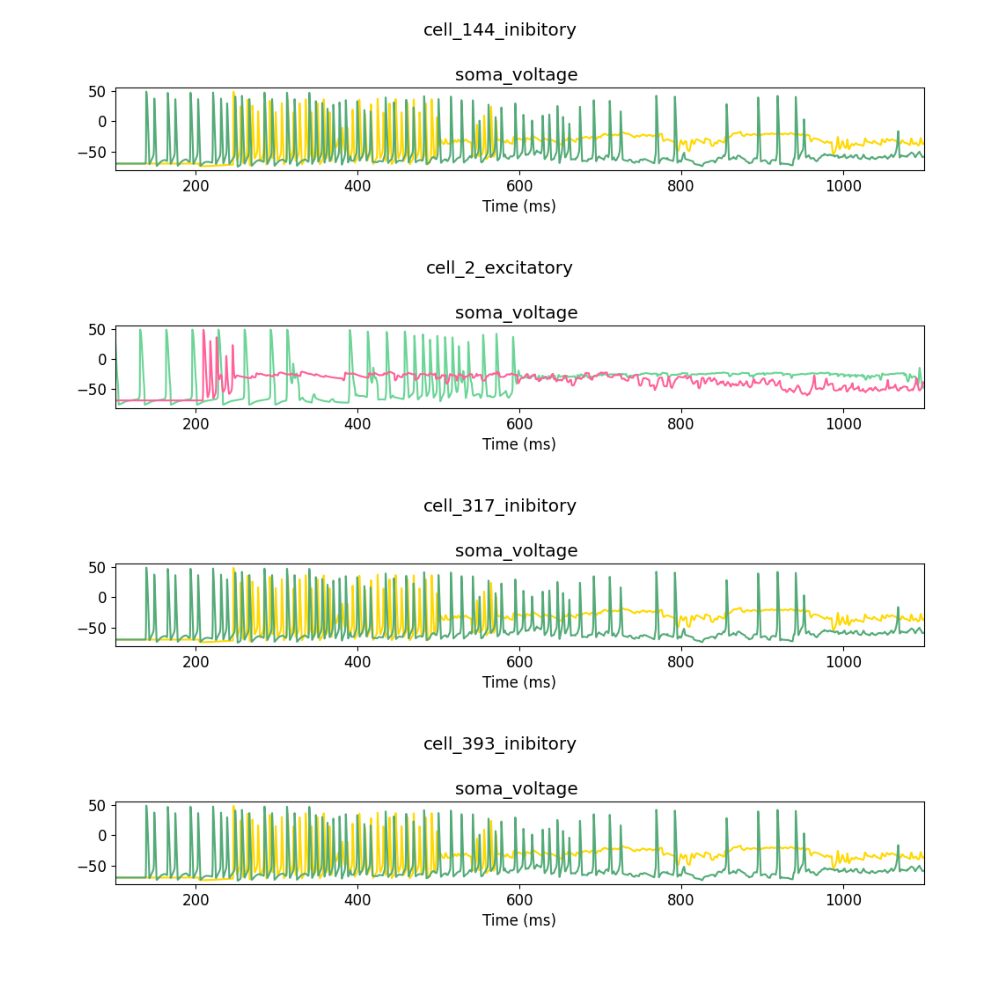 cell_144_inibitory
soma_voltage
50
0
−50
200 400 600 800 1000
Time (ms)
cell_2_excitatory
soma_voltage
50
0
−50
200 400 600 800 1000
Time (ms)
cell_317_inibitory
soma_voltage
50
0
−50
200 400 600 800 1000
Time (ms)
cell_393_inibitory
soma_voltage
50
0
−50
200 400 600 800 1000
Time (ms)